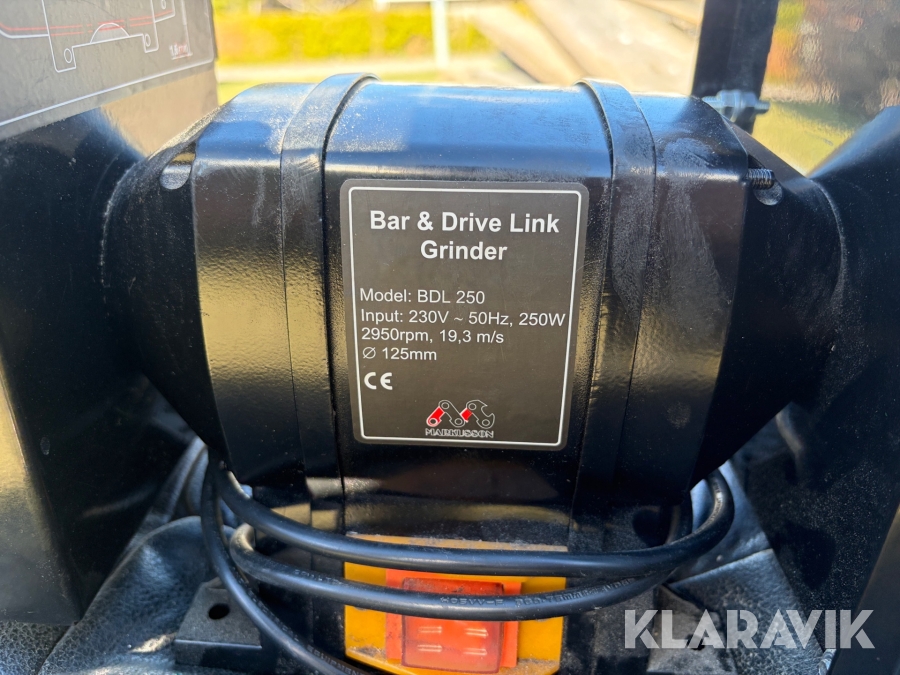 Bar & Drive Link
Grinder
Model: BDL 250
Input: 230V ~ 50Hz, 250W
2950rpm, 19,3 m/s
Ø 125mm
CE
MARKUSSON
KLARAVIK